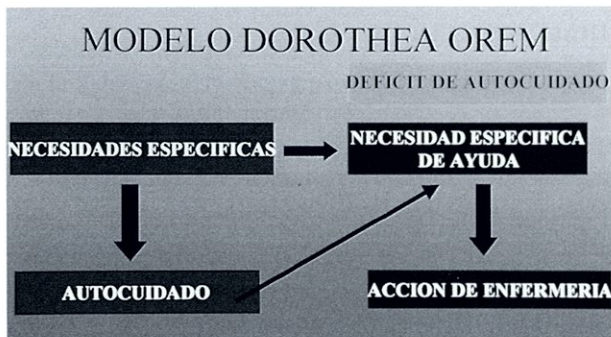 MODELO DOROTHEA OREM
DEFICIT DE AUTOCUIDADO
NECESIDADES ESPECIFICAS
NECESIDAD ESPECIFICA
DE AYUDA
AUTOCUIDADO
ACCION DE ENFERMERIA